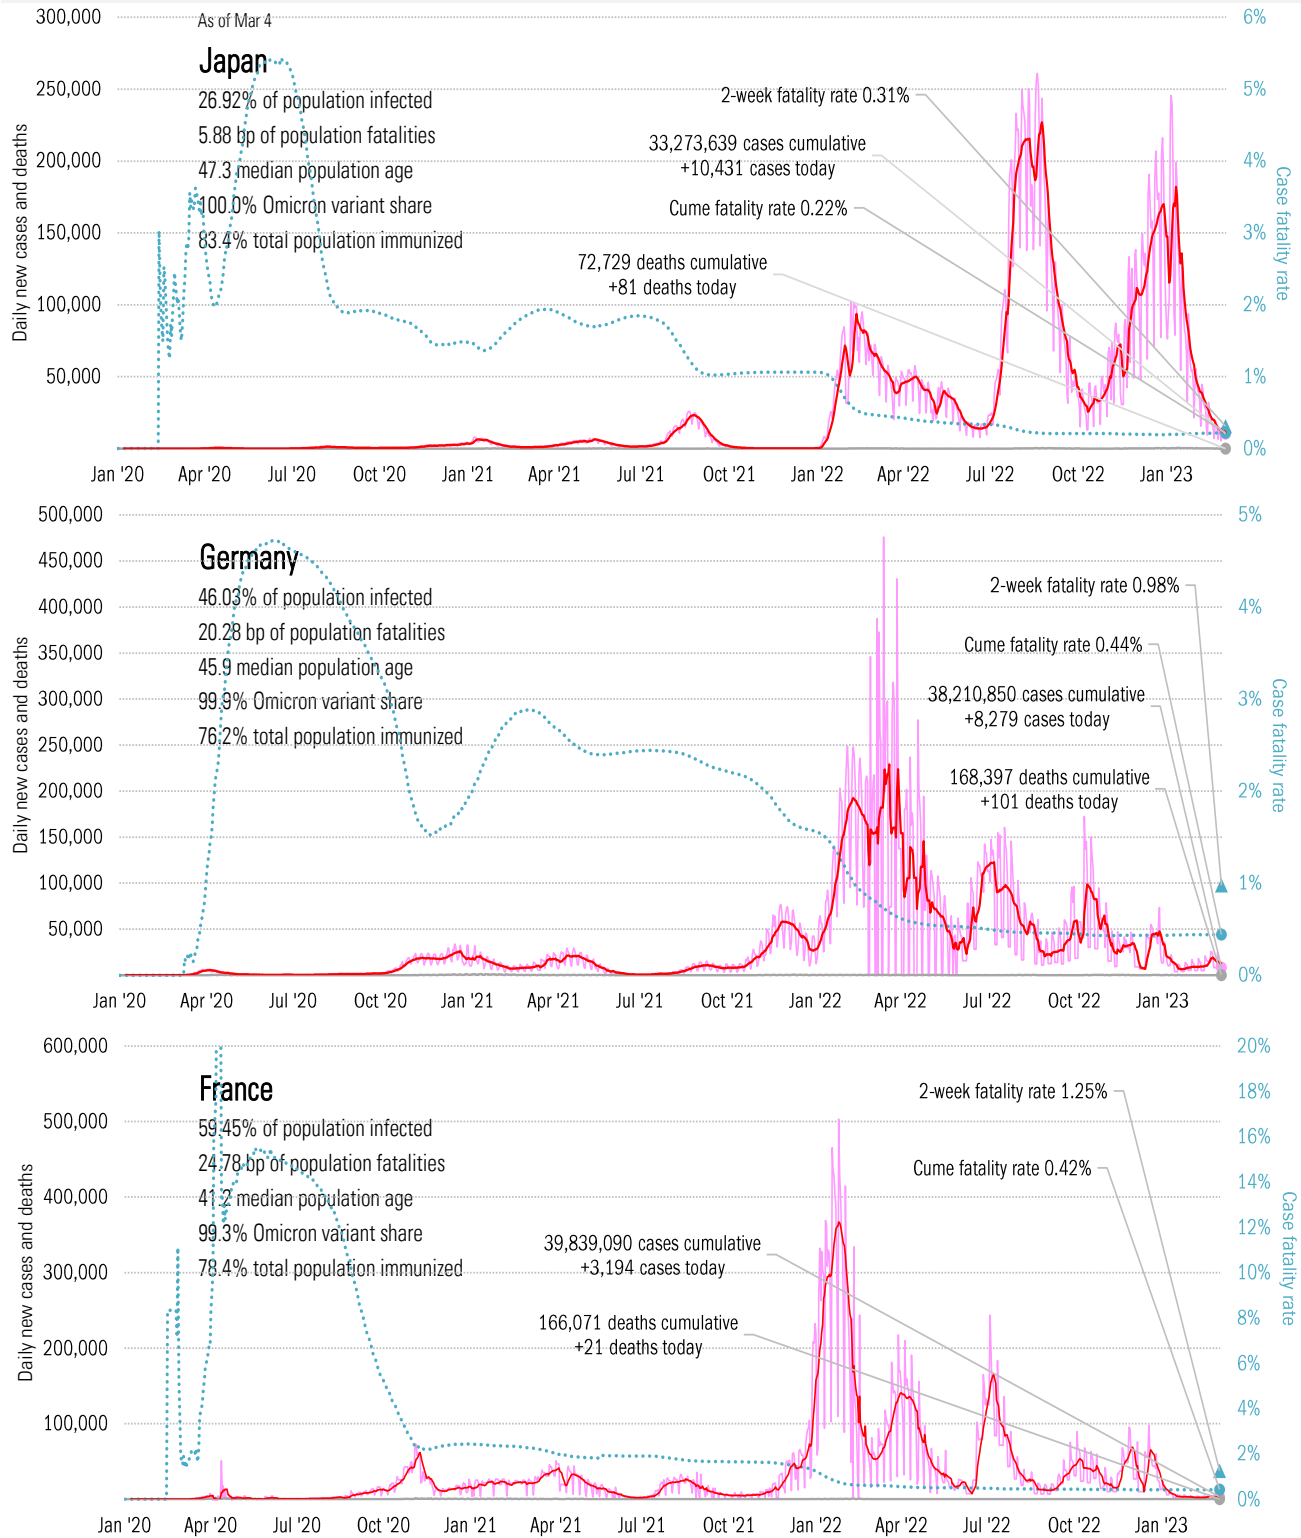 As of Mar 4
Japan
26.92% of population infected
5.88 bp of population fatalities
47.3 median population age
100.0% Omicron variant share
83.4% total population immunized
2-week fatality rate 0.31%
33,273,639 cases cumulative
+10,431 cases today
Cume fatality rate 0.22%
72,729 deaths cumulative
+81 deaths today
Daily new cases and deaths
300,000
250,000
200,000
150,000
100,000
50,000
Case fatality rate
6%
5%
4%
3%
2%
1%
0%
Jan '20 Apr '20 Jul '20 Oct '20 Jan '21 Apr '21 Jul '21 Oct '21 Jan '22 Apr '22 Jul '22 Oct '22 Jan '23
Germany
46.03% of population infected
20.28 bp of population fatalities
45.9 median population age
99.9% Omicron variant share
76.2% total population immunized
2-week fatality rate 0.98%
Cume fatality rate 0.44%
38,210,850 cases cumulative
+8,279 cases today
168,397 deaths cumulative
+101 deaths today
Daily new cases and deaths
500,000
450,000
400,000
350,000
300,000
250,000
200,000
150,000
100,000
50,000
Case fatality rate
5%
4%
3%
2%
1%
0%
Jan '20 Apr '20 Jul '20 Oct '20 Jan '21 Apr '21 Jul '21 Oct '21 Jan '22 Apr '22 Jul '22 Oct '22 Jan '23
France
59.45% of population infected
24.78 bp of population fatalities
41.2 median population age
99.3% Omicron variant share
78.4% total population immunized
2-week fatality rate 1.25%
Cume fatality rate 0.42%
39,839,090 cases cumulative
+3,194 cases today
166,071 deaths cumulative
+21 deaths today
Daily new cases and deaths
600,000
500,000
400,000
300,000
200,000
100,000
Case fatality rate
20%
18%
16%
14%
12%
10%
8%
6%
4%
2%
0%
Jan '20 Apr '20 Jul '20 Oct '20 Jan '21 Apr '21 Jul '21 Oct '21 Jan '22 Apr '22 Jul '22 Oct '22 Jan '23